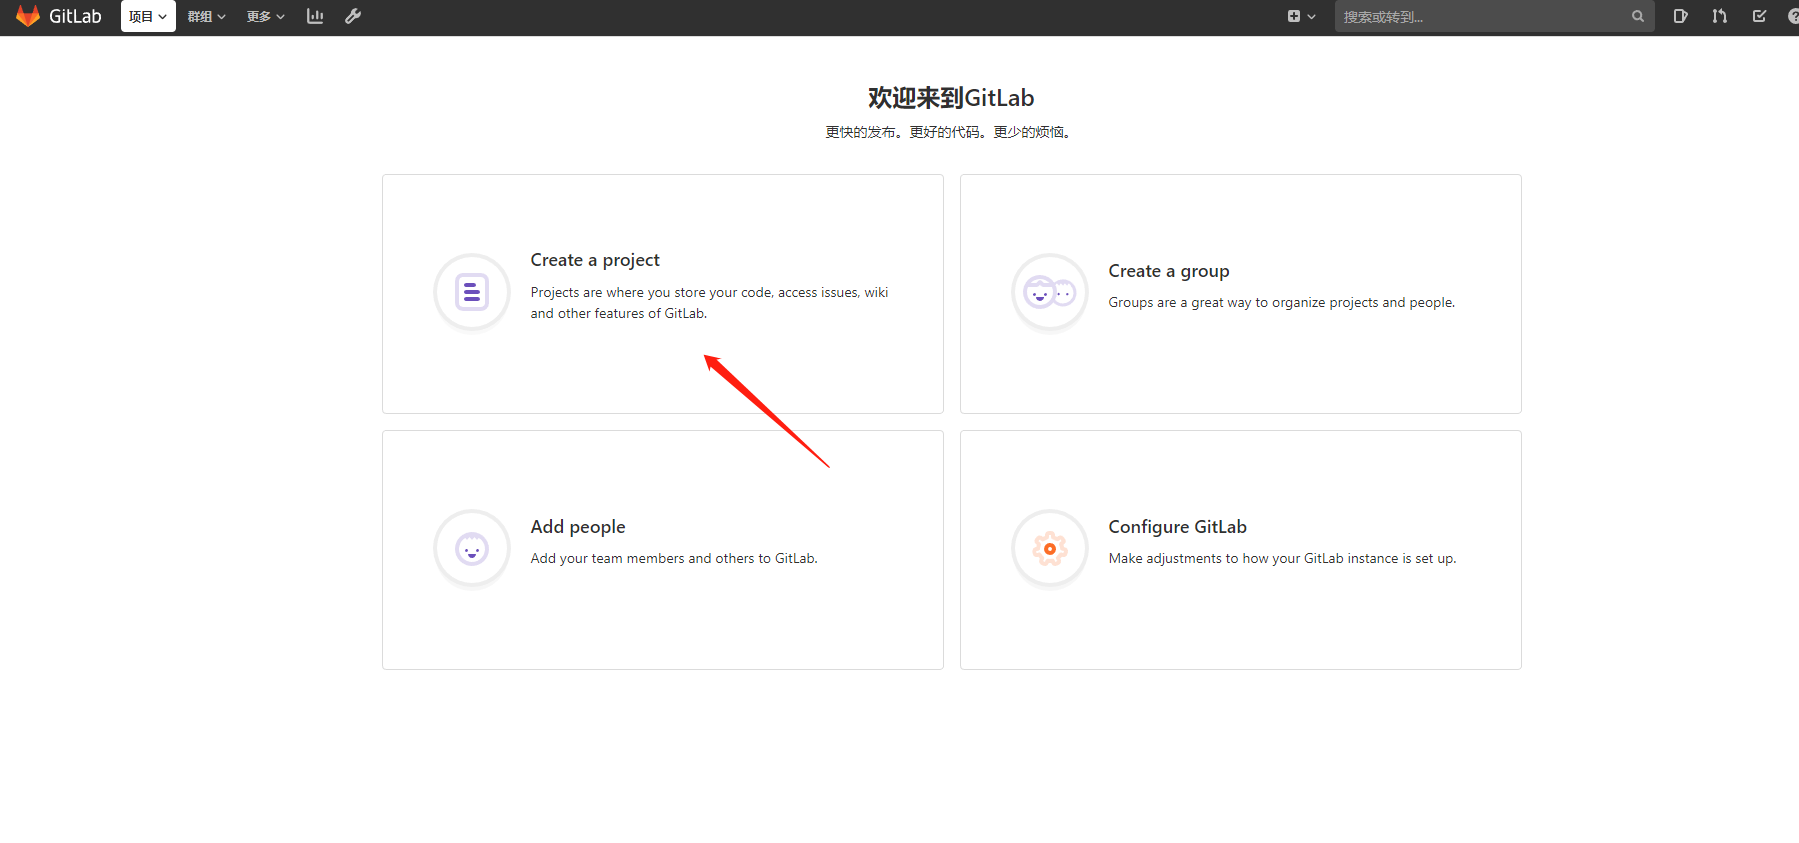 GitLab 项目 群组 更多 搜索或转到...
欢迎来到GitLab
更快的发布。更好的代码。更少的烦恼。
Create a project
Projects are where you store your code, access issues, wiki
and other features of GitLab.
Create a group
Groups are a great way to organize projects and people.
Add people
Add your team members and others to GitLab.
Configure GitLab
Make adjustments to how your GitLab instance is set up.